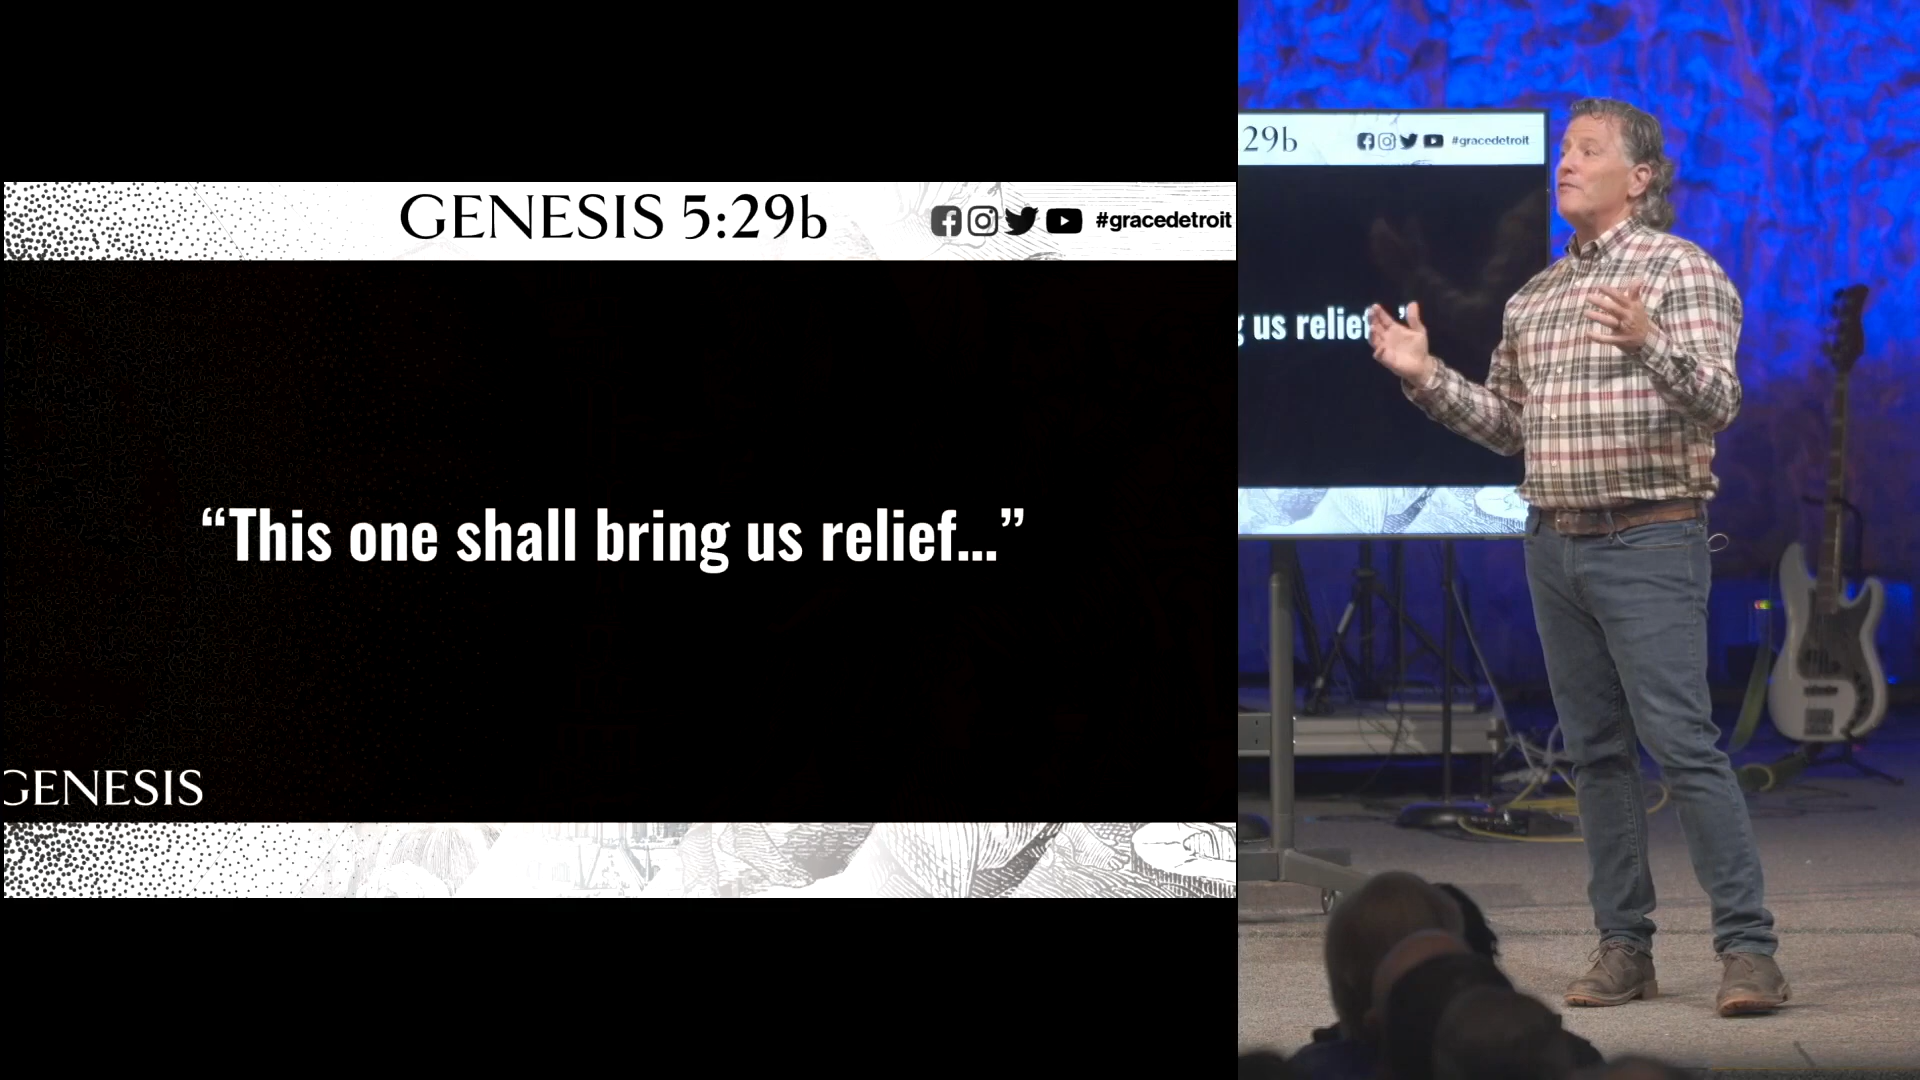 GENESIS 5:29b
#gracedetroit
“This one shall bring us relief...”
GENESIS
29b
#gracedetroit
us relief